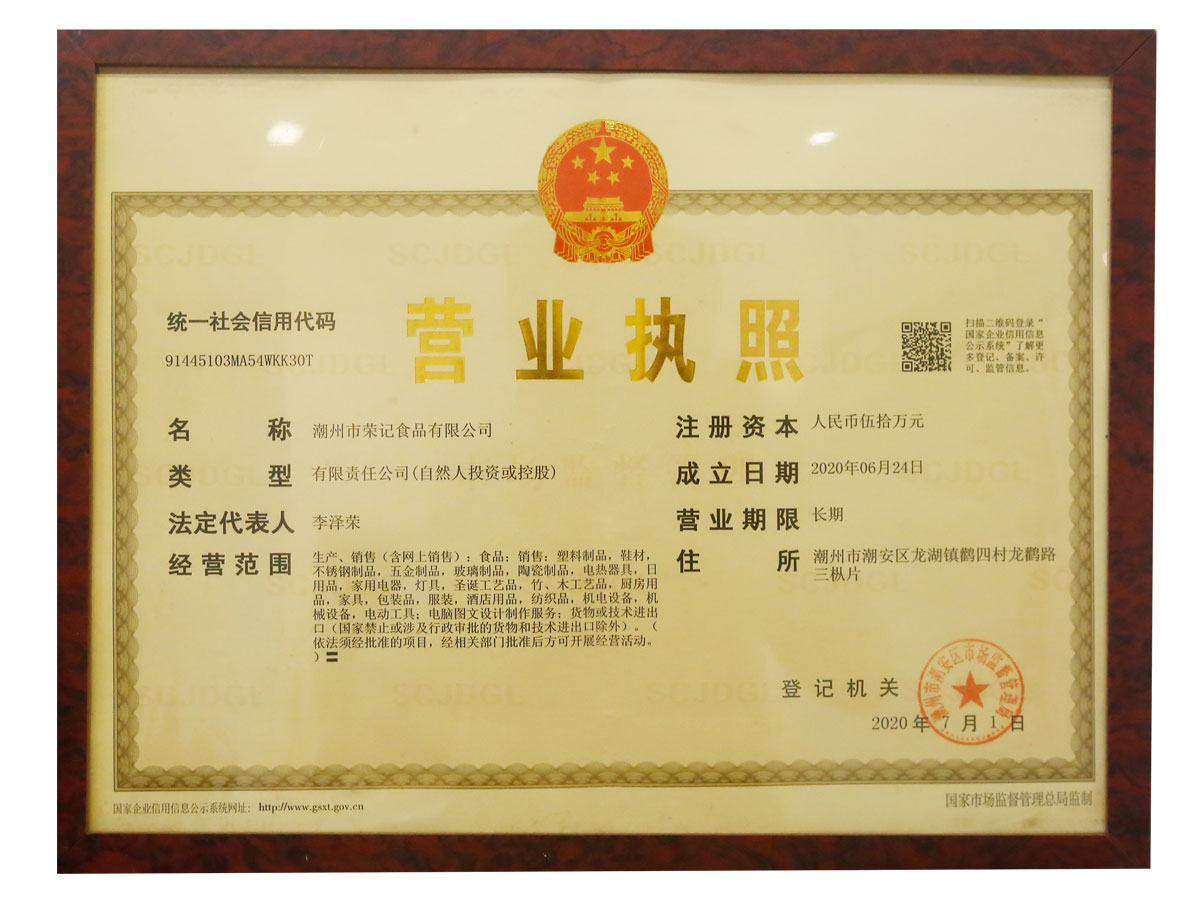 营业执照
统一社会信用代码
91445103MA54WKK30T
扫描二维码登录“
国家企业信用信息
公示系统”了解更
多登记、备案、许
可、监管信息。
名称 潮州市荣记食品有限公司
类型 有限责任公司(自然人投资或控股)
法定代表人 李泽荣
经营范围 生产、销售（含网上销售）：食品；销售：塑料制品，鞋材，
不锈钢制品，五金制品，玻璃制品，陶瓷制品，电热器具，日
用品，家用电器，灯具，圣诞工艺品，竹、木工艺品，厨房用
品，家具，包装品，服装，酒店用品，纺织品，机电设备，机
械设备，电动工具；电脑图文设计制作服务；货物或技术进出
口（国家禁止或涉及行政审批的货物和技术进出口除外）。（
依法须经批准的项目，经相关部门批准后方可开展经营活动。
）〓
注册资本 人民币伍拾万元
成立日期 2020年06月24日
营业期限 长期
住所 潮州市潮安区龙湖镇鹳四村龙鹳路
三枞片
登记机关
潮州市潮安区市场监督管理局
2020年7月1日
国家企业信用信息公示系统网址：http://www.gsxt.gov.cn
国家市场监督管理总局监制